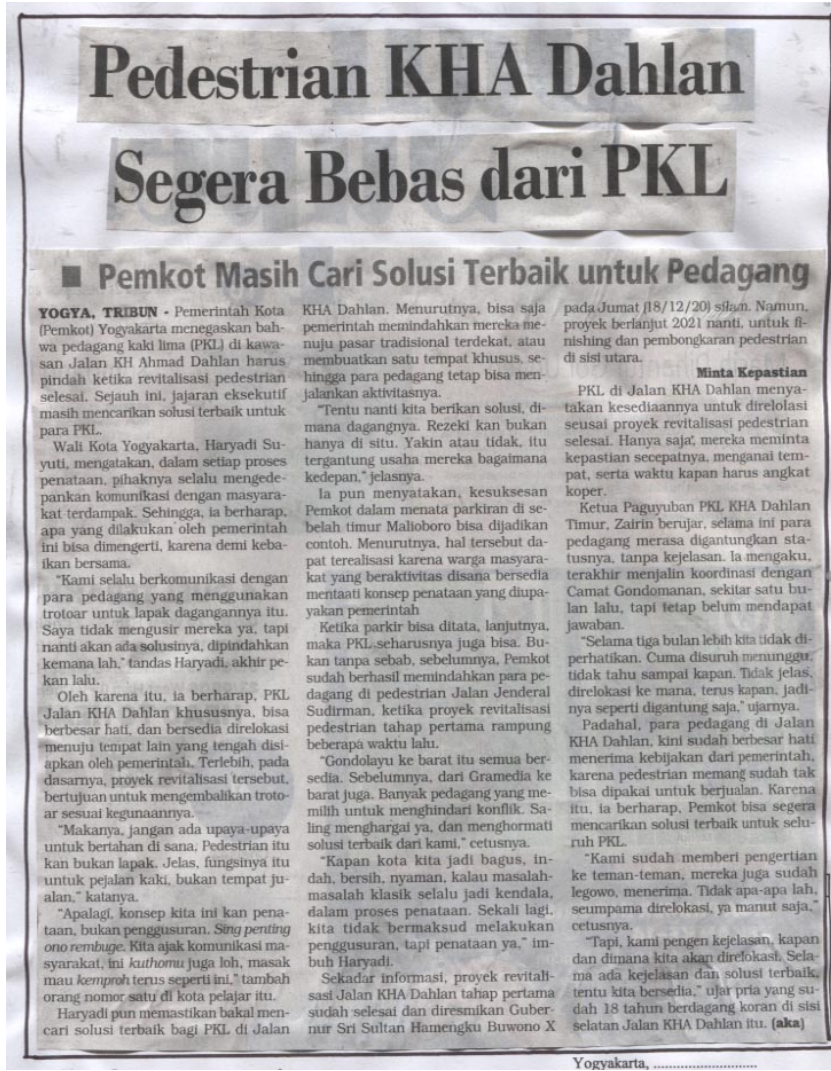 Pedestrian KHA Dahlan
Segera Bebas dari PKL
■ Pemkot Masih Cari Solusi Terbaik untuk Pedagang
YOGYA, TRIBUN - Pemerintah Kota
(Pemkot) Yogyakarta menegaskan bah-
wa pedagang kaki lima (PKL) di kawa-
san Jalan KH Ahmad Dahlan harus
pindah ketika revitalisasi pedestrian
selesai. Sejauh ini, jajaran eksekutif
masih mencarikan solusi terbaik untuk
para PKL.
Wali Kota Yogyakarta, Haryadi Su-
yuti, mengatakan, dalam setiap proses
penataan, pihaknya selalu mengede-
pankan komunikasi dengan masyara-
kat terdampak. Sehingga, ia berharap,
apa yang dilakukan oleh pemerintah
ini bisa dimengerti, karena demi keba-
ikan bersama.
"Kami selalu berkomunikasi dengan
para pedagang yang menggunakan
trotoar untuk lapak dagangannya itu.
Saya tidak mengusir mereka ya, tapi
nanti akan ada solusinya, dipindahkan
kemana lah," tandas Haryadi, akhir pe-
kan lalu.
Oleh karena itu, ia berharap, PKL
Jalan KHA Dahlan khususnya, bisa
berbesar hati, dan bersedia direlokasi
menuju tempat lain yang tengah disi-
apkan oleh pemerintah. Terlebih, pada
dasarnya, proyek revitalisasi tersebut,
bertujuan untuk mengembalikan troto-
ar sesuai kegunaannya.
"Makanya, jangan ada upaya-upaya
untuk bertahan di sana. Pedestrian itu
kan bukan lapak. Jelas, fungsinya itu
untuk pejalan kaki, bukan tempat ju-
alan," katanya.
"Apalagi, konsep kita ini kan pena-
taan, bukan penggusuran. Sing penting
ono rembuge. Kita ajak komunikasi ma-
syarakat, ini kuthomu juga loh, masak
mau kemproh terus seperti ini," tambah
orang nomor satu di kota pelajar itu.
Haryadi pun memastikan bakal men-
cari solusi terbaik bagi PKL di Jalan
KHA Dahlan. Menurutnya, bisa saja
pemerintah memindahkan mereka me-
nuju pasar tradisional terdekat, atau
membuatkan satu tempat khusus, se-
hingga para pedagang tetap bisa men-
jalankan aktivitasnya.
"Tentu nanti kita berikan solusi, di-
mana dagangnya. Rezeki kan bukan
hanya di situ. Yakin atau tidak, itu
tergantung usaha mereka bagaimana
kedepan," jelasnya.
Ia pun menyatakan, kesuksesan
Pemkot dalam menata parkiran di se-
belah timur Malioboro bisa dijadikan
contoh. Menurutnya, hal tersebut da-
pat terealisasi karena warga masyara-
kat yang beraktivitas disana bersedia
mentaati konsep penataan yang diupa-
yakan pemerintah
Ketika parkir bisa ditata, lanjutnya,
maka PKL seharusnya juga bisa. Bu-
kan tanpa sebab, sebelumnya, Pemkot
sudah berhasil memindahkan para pe-
dagang di pedestrian Jalan Jenderal
Sudirman, ketika proyek revitalisasi
pedestrian tahap pertama rampung
beberapa waktu lalu.
"Gondolayu ke barat itu semua ber-
sedia. Sebelumnya, dari Gramedia ke
barat juga. Banyak pedagang yang me-
milih untuk menghindari konflik. Sa-
ling menghargai ya, dan menghormati
solusi terbaik dari kami," cetusnya.
"Kapan kota kita jadi bagus, in-
dah, bersih, nyaman, kalau masalah-
masalah klasik selalu jadi kendala,
dalam proses penataan. Sekali lagi,
kita tidak bermaksud melakukan
penggusuran, tapi penataan ya," im-
buh Haryadi.
Sekadar informasi, proyek revitali-
sasi Jalan KHA Dahlan tahap pertama
sudah selesai dan diresmikan Guber-
nur Sri Sultan Hamengku Buwono X
pada Jumat (18/12/20) silam. Namun,
proyek berlanjut 2021 nanti, untuk fi-
nishing dan pembongkaran pedestrian
di sisi utara.
Minta Kepastian
PKL di Jalan KHA Dahlan menya-
takan kesediaannya untuk direlolasi
seusai proyek revitalisasi pedestrian
selesai. Hanya saja, mereka meminta
kepastian secepatnya, mengenai tem-
pat, serta waktu kapan harus angkat
koper.
Ketua Paguyuban PKL KHA Dahlan
Timur, Zairin berujar, selama ini para
pedagang merasa digantungkan sta-
tusnya, tanpa kejelasan. Ia mengaku,
terakhir menjalin koordinasi dengan
Camat Gondomanan, sekitar satu bu-
lan lalu, tapi tetap belum mendapat
jawaban.
"Selama tiga bulan lebih kita tidak di-
perhatikan. Cuma disuruh menunggu,
tidak tahu sampai kapan. Tidak jelas,
direlokasi ke mana, terus kapan, jadi-
nya seperti digantung saja," ujarnya.
Padahal, para pedagang di Jalan
KHA Dahlan, kini sudah berbesar hati
menerima kebijakan dari pemerintah,
karena pedestrian memang sudah tak
bisa dipakai untuk berjualan. Karena
itu, ia berharap, Pemkot bisa segera
mencarikan solusi terbaik untuk selu-
ruh PKL.
"Kami sudah memberi pengertian
ke teman-teman, mereka juga sudah
legowo, menerima. Tidak apa-apa lah,
seumpama direlokasi, ya manut saja,"
cetusnya.
"Tapi, kami pengen kejelasan, kapan
dan dimana kita akan direlokasi. Sela-
ma ada kejelasan dan solusi terbaik,
tentu kita bersedia," ujar pria yang su-
dah 18 tahun berdagang koran di sisi
selatan Jalan KHA Dahlan itu. (aka)
Yogyakarta, ............................